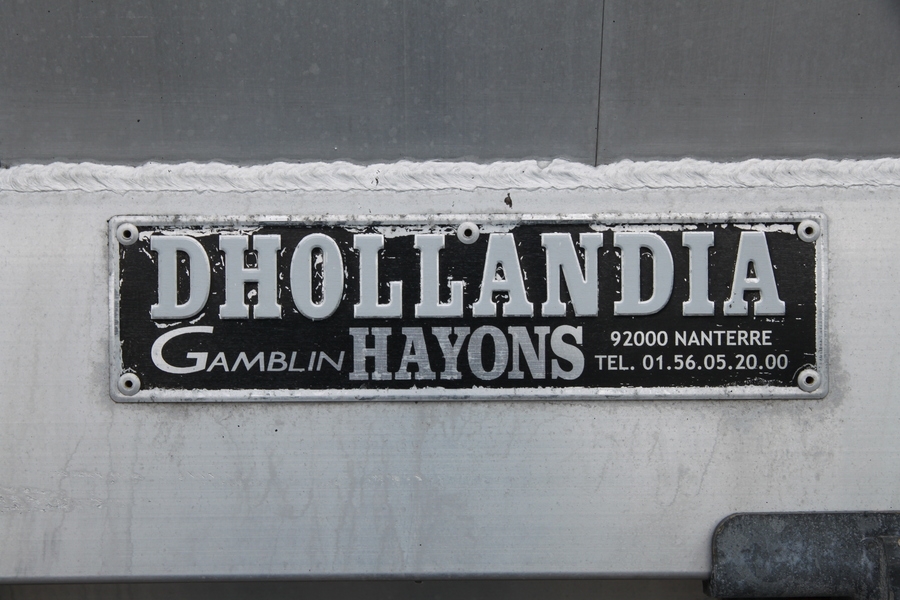 DHOLLANDIA
GAMBLIN HAYONS
92000 NANTERRE
TEL. 01.56.05.20.00